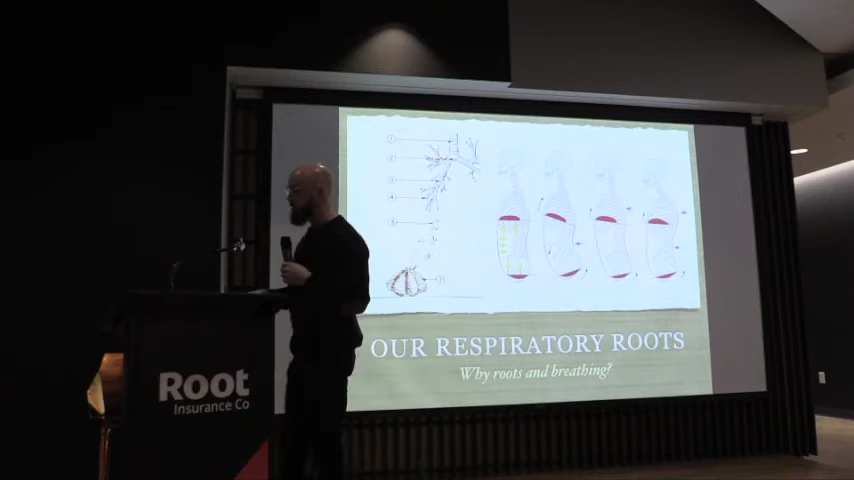 OUR RESPIRATORY ROOTS
Why roots and breathing?
ROOT
Insurance Co